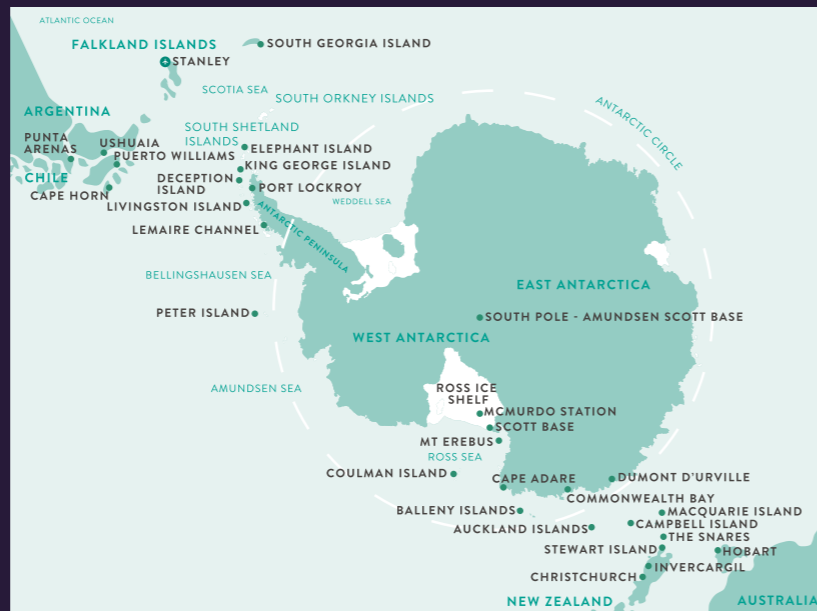 ATLANTIC OCEAN
FALKLAND ISLANDS
SOUTH GEORGIA ISLAND
STANLEY
SCOTIA SEA
SOUTH ORKNEY ISLANDS
ANTARCTIC CIRCLE
ARGENTINA
SOUTH SHETLAND
ISLANDS
PUNTA
ARENAS
USHUAIA
PUERTO WILLIAMS
ELEPHANT ISLAND
KING GEORGE ISLAND
CHILE
DECEPTION
ISLAND
PORT LOCKROY
CAPE HORN
LIVINGSTON ISLAND
WEDDELL SEA
ANTARCTIC PENINSULA
LEMAIRE CHANNEL
BELLINGSHAUSEN SEA
EAST ANTARCTICA
PETER ISLAND
SOUTH POLE - AMUNDSEN SCOTT BASE
WEST ANTARCTICA
AMUNDSEN SEA
ROSS ICE
SHELF
MCMURDO STATION
SCOTT BASE
MT EREBUS
ROSS SEA
COULMAN ISLAND
CAPE ADARE
DUMONT D'URVILLE
COMMONWEALTH BAY
BALLENY ISLANDS
MACQUARIE ISLAND
AUCKLAND ISLANDS
CAMPBELL ISLAND
THE SNARES
STEWART ISLAND
HOBART
INVERCARGIL
CHRISTCHURCH
NEW ZEALAND
AUSTRALIA